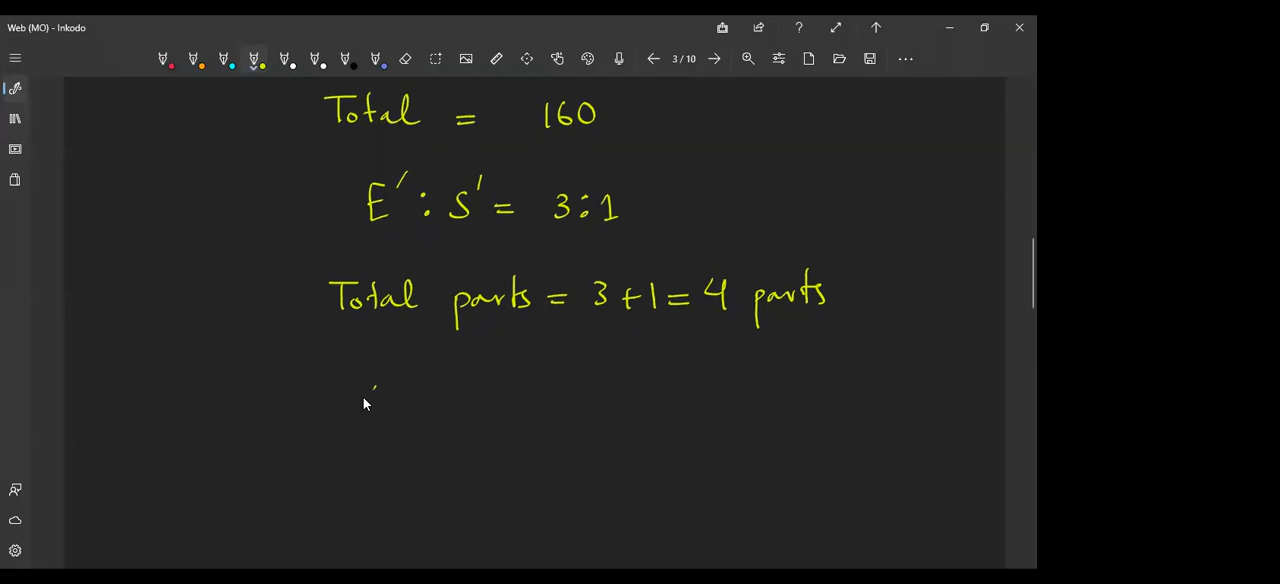 Web (MO) - Inkodo
3 / 10
Total = 160
E' : S' = 3:1
Total parts = 3+1 = 4 parts